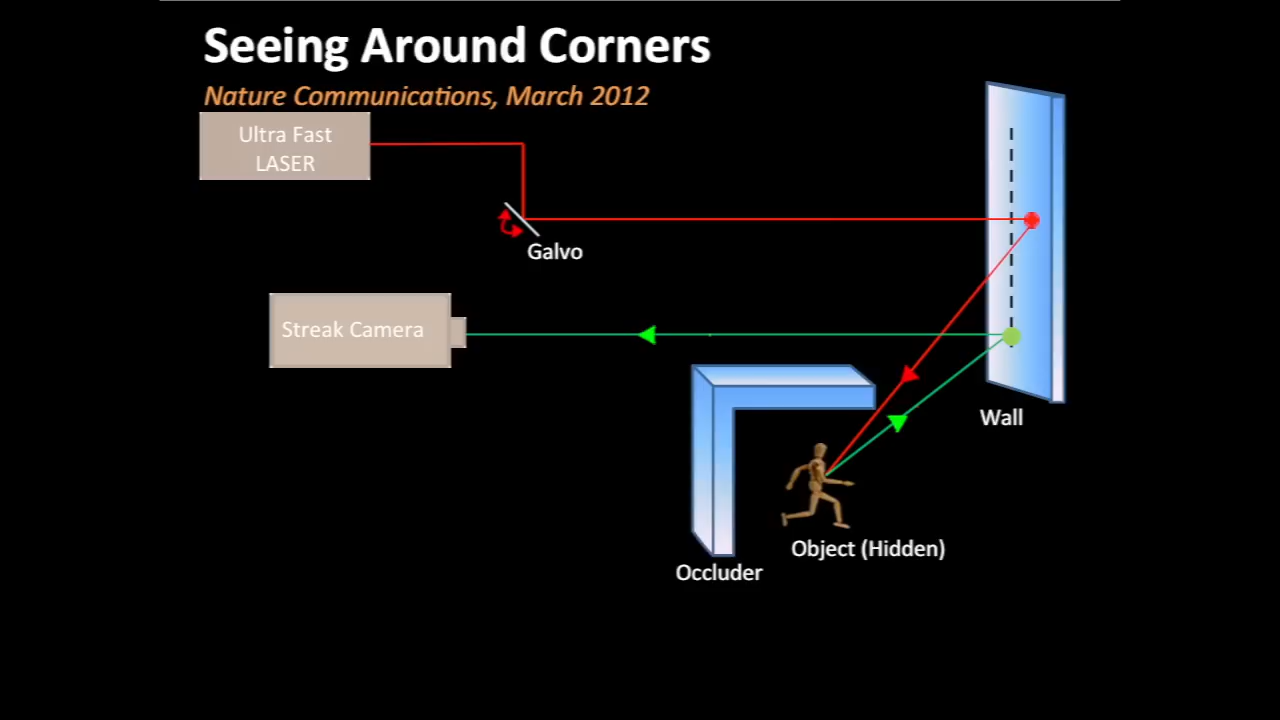 Seeing Around Corners
Nature Communications, March 2012
Ultra Fast
LASER
Galvo
Streak Camera
Wall
Object (Hidden)
Occluder